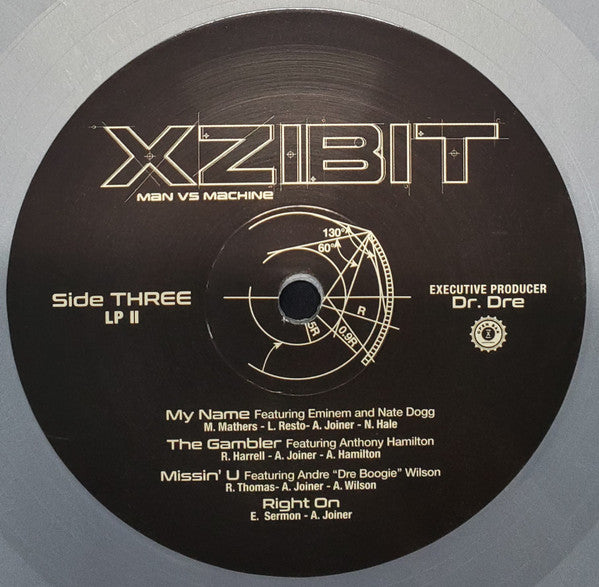 XZIBIT
Man vs Machine
130°
60°
Side THREE
LP II
EXECUTIVE PRODUCER
Dr. Dre
R
0.9R
My Name Featuring Eminem and Nate Dogg
M. Mathers - L. Resto- A. Joiner - N. Hale
The Gambler Featuring Anthony Hamilton
R. Harrell - A. Joiner - A. Hamilton
Missin' U Featuring Andre “Dre Boogie” Wilson
R. Thomas- A. Joiner - A. Wilson
Right On
E. Sermon - A. Joiner